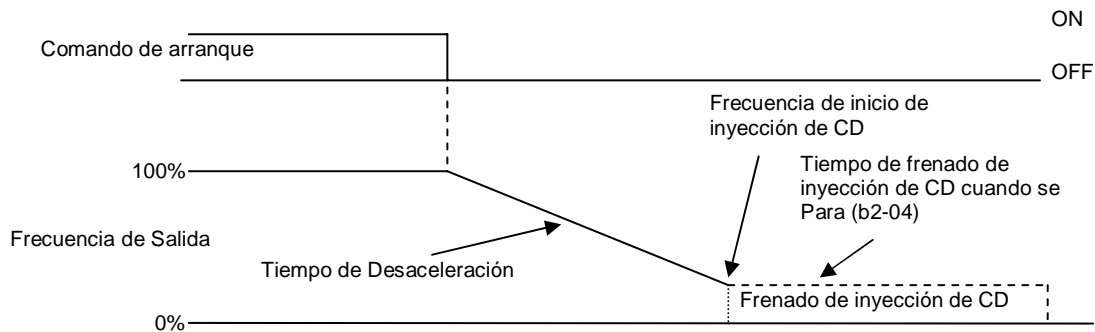 ON
Comando de arranque
OFF
Frecuencia de inicio de
inyección de CD
Tiempo de frenado de
inyección de CD cuando se
Para (b2-04)
100%
Frecuencia de Salida
Tiempo de Desaceleración
Frenado de inyección de CD
0%